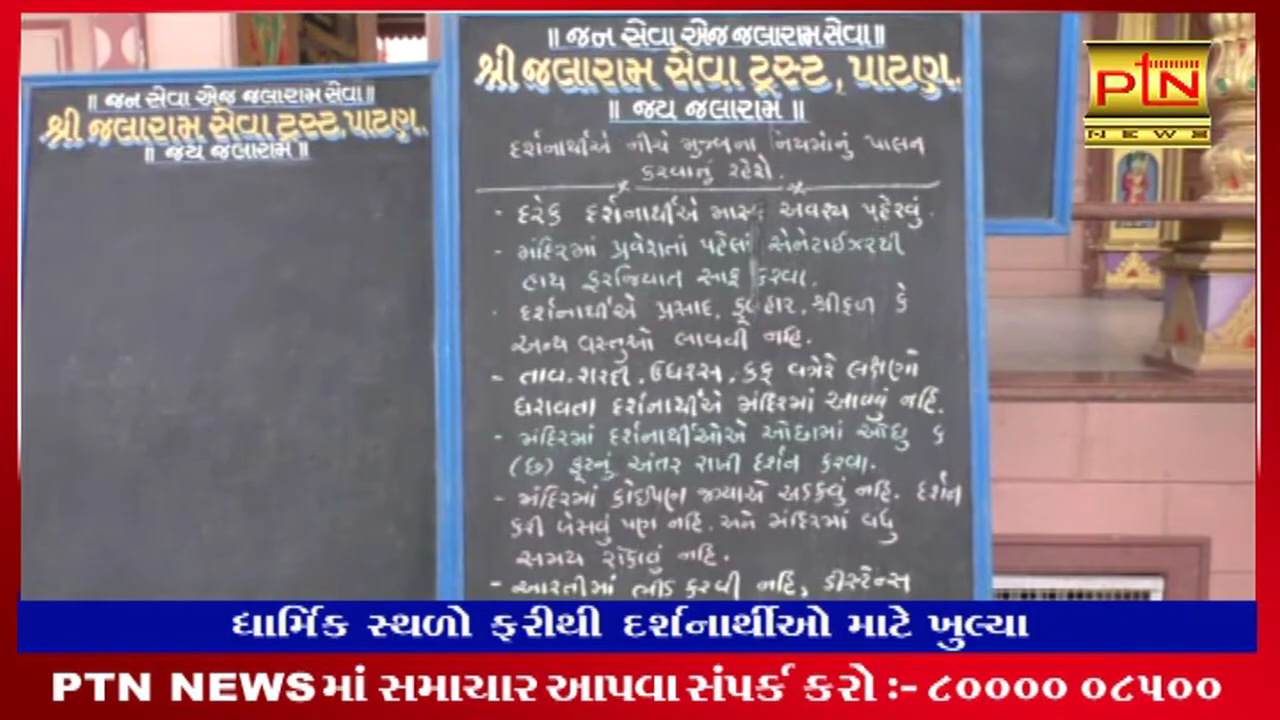 ॥ જન સેવા એજ જલારામ સેવા ॥
શ્રી જલારામ સેવા ટ્રસ્ટ, પાટણ.
॥ જય જલારામ ॥
॥ જન સેવા એજ જલારામ સેવા ॥
શ્રી જલારામ સેવા ટ્રસ્ટ, પાટણ.
॥ જય જલારામ ॥
દર્શનાર્થીએ નીચે મુજબના નિયમોનું પાલન
કરવાનું રહેશે.
- દરેક દર્શનાર્થીએ માસ્ક અવશ્ય પહેરવું.
- મંદિરમાં પ્રવેશતાં પહેલાં સેનેટાઈઝરથી
હાથ ફરજિયાત સાફ કરવા.
- દર્શનાર્થીએ પ્રસાદ, ફૂલહાર, શ્રીફળ કે
અન્ય વસ્તુઓ લાવવી નહિ.
- તાવ. શરદી, ઉધરસ, કફ વગેરે લક્ષણો
ધરાવતા દર્શનાર્થીએ મંદિરમાં આવવું નહિ.
- મંદિરમાં દર્શનાર્થીઓએ ઓછામાં ઓછુ ૬
(છ) ફૂટનું અંતર રાખી દર્શન કરવા.
- મંદિરમાં કોઈપણ જગ્યાએ અડકવું નહિ. દર્શન
કરી બેસવું પણ નહિ. અને મંદિરમાં વધુ
સમય રોકાવું નહિ.
- આરતીમાં ભીડ કરવી નહિ, ડીસ્ટેન્સ
PTN
NEWS
ધાર્મિક સ્થળો ફરીથી દર્શનાર્થીઓ માટે ખુલ્યા
PTN NEWSમાં સમાચાર આપવા સંપર્ક કરો :- ૮૦૦૦૦ ૦૮૫૦૦